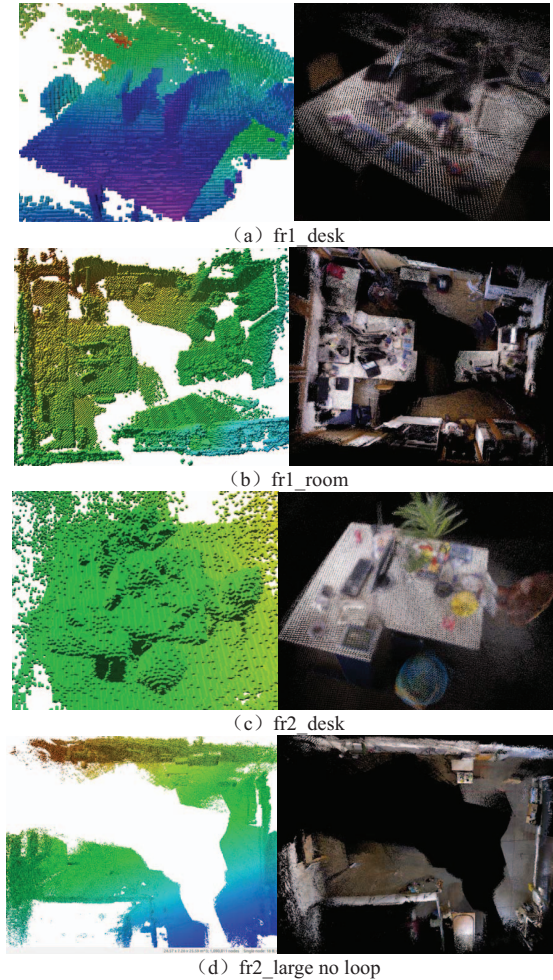 （a）fr1_desk
（b）fr1_room
（c）fr2_desk
（d）fr2_large no loop